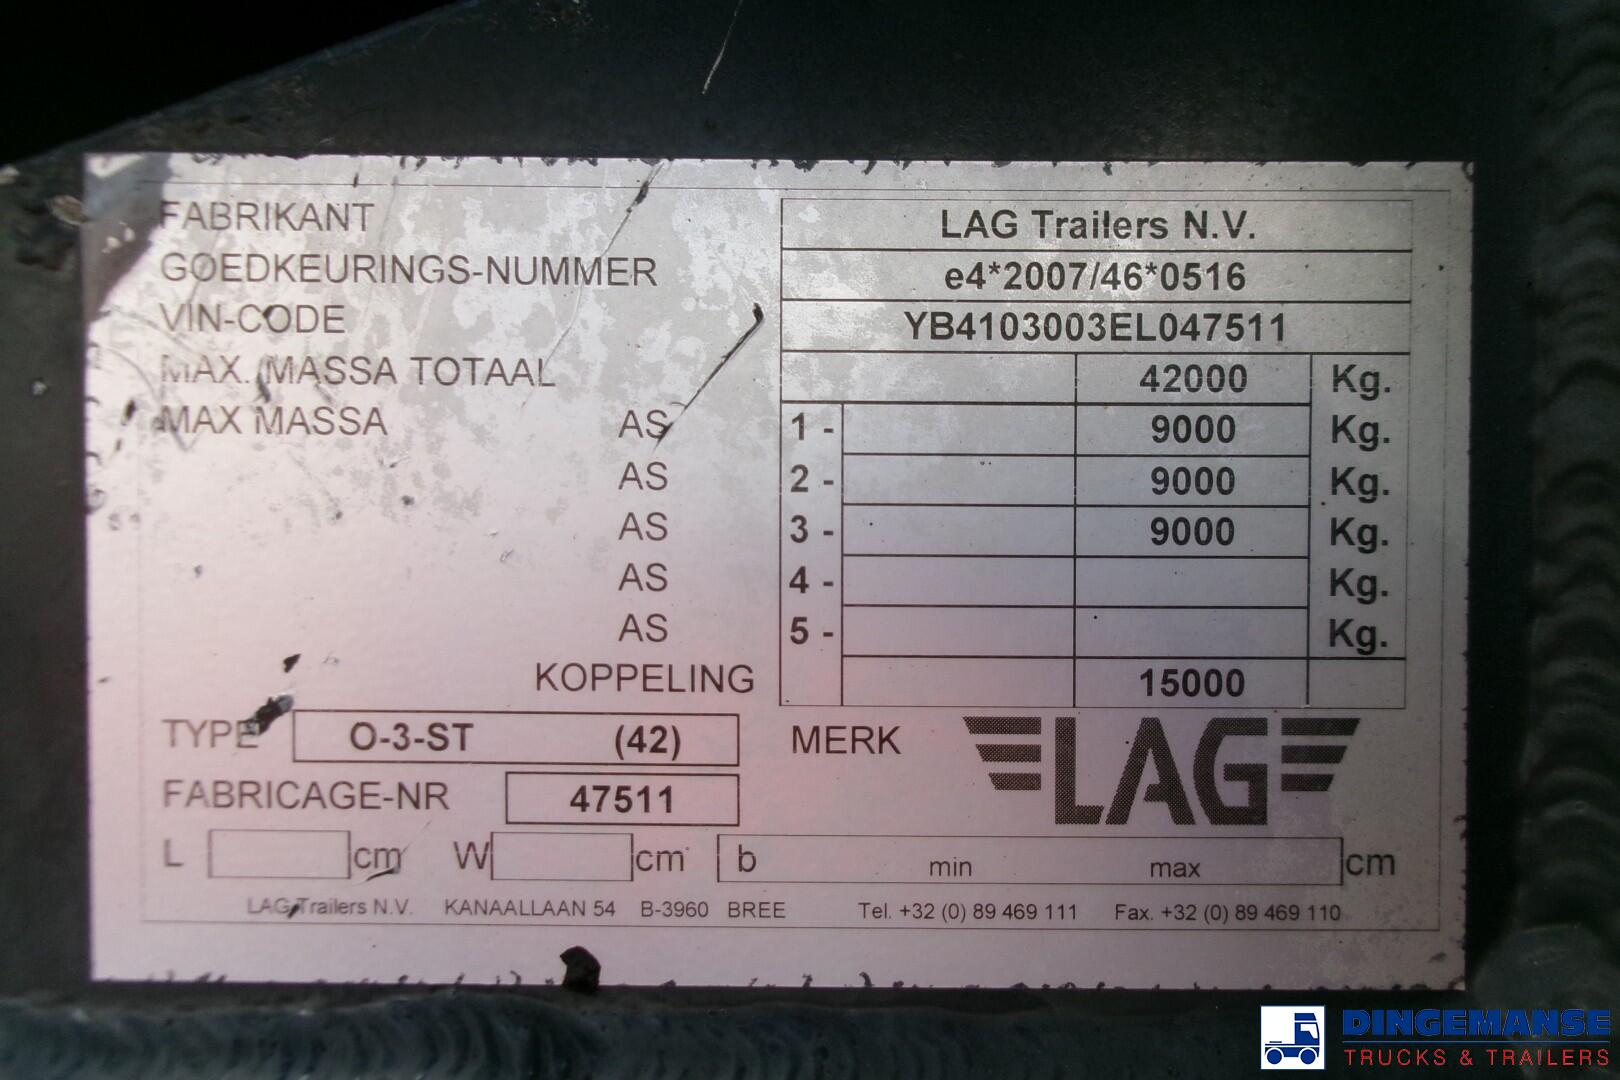 FABRIKANT LAG Trailers N.V.
GOEDKEURINGS-NUMMER e4*2007/46*0516
VIN-CODE YB4103003EL047511
MAX. MASSA TOTAAL 42000 Kg.
MAX MASSA AS 1 - 9000 Kg.
AS 2 - 9000 Kg.
AS 3 - 9000 Kg.
AS 4 - Kg.
AS 5 - Kg.
KOPPELING 15000
TYPE O-3-ST (42) MERK LAG
FABRICAGE-NR 47511
L cm W cm b min max cm
LAG Trailers N.V. KANAALLAAN 54 B-3960 BREE Tel. +32 (0) 89 469 111 Fax. +32 (0) 89 469 110
DINGEMANSE
TRUCKS & TRAILERS